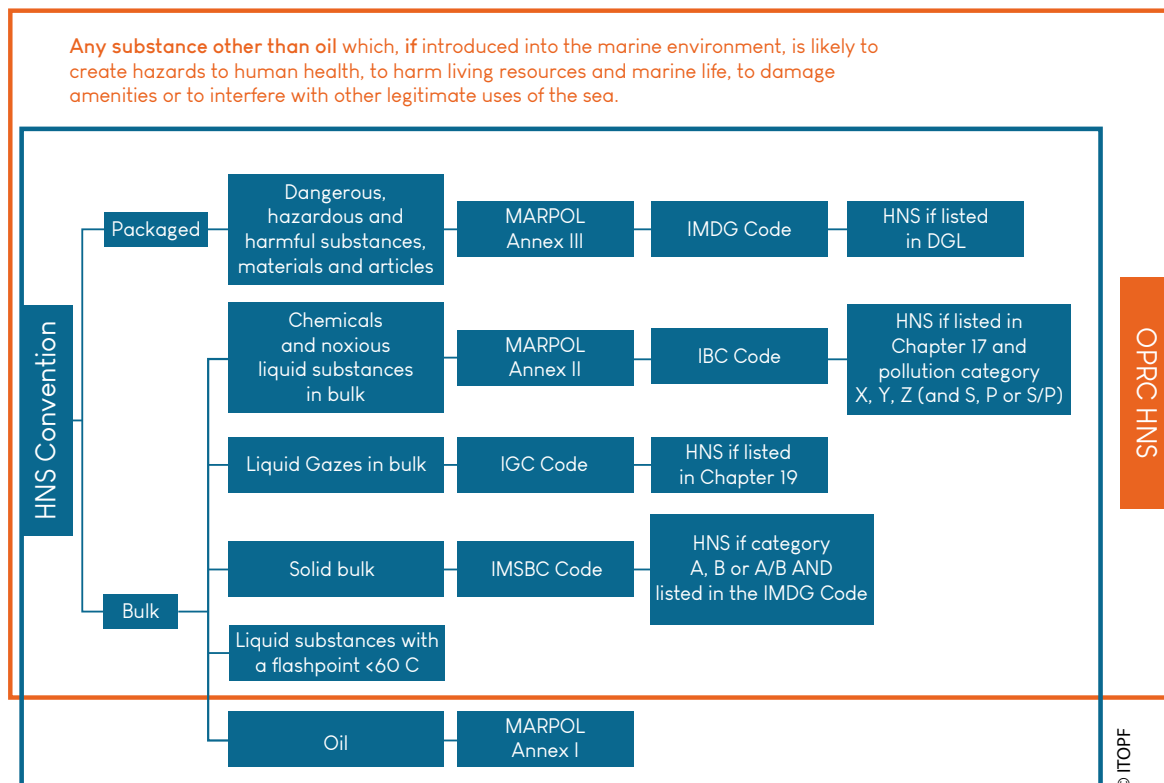 Any substance other than oil which, if introduced into the marine environment, is likely to
create hazards to human health, to harm living resources and marine life, to damage
amenities or to interfere with other legitimate uses of the sea.
HNS Convention
Packaged
Dangerous,
hazardous and
harmful substances,
materials and articles
MARPOL
Annex III
IMDG Code
HNS if listed
in DGL
Chemicals
and noxious
liquid substances
in bulk
MARPOL
Annex II
IBC Code
HNS if listed in
Chapter 17 and
pollution category
X, Y, Z (and S, P or S/P)
Liquid Gazes in bulk
IGC Code
HNS if listed
in Chapter 19
Solid bulk
IMSBC Code
HNS if category
A, B or A/B AND
listed in the IMDG Code
Bulk
Liquid substances with
a flashpoint <60 C
Oil
MARPOL
Annex I
OPRC HNS
© ITOPF